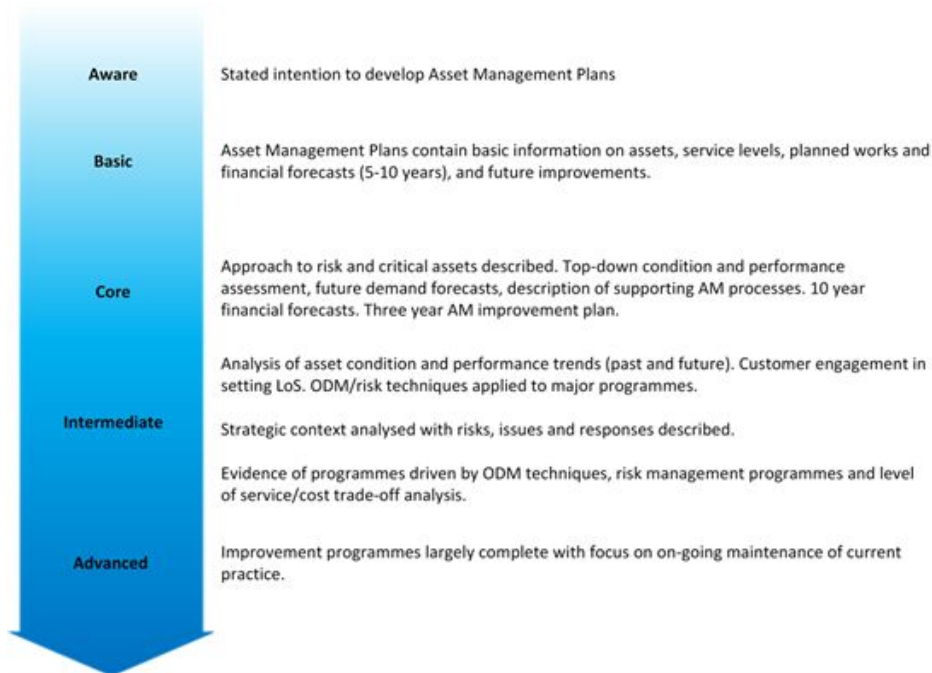 Aware
Stated intention to develop Asset Management Plans
Basic
Asset Management Plans contain basic information on assets, service levels, planned works and
financial forecasts (5-10 years), and future improvements.
Core
Approach to risk and critical assets described. Top-down condition and performance
assessment, future demand forecasts, description of supporting AM processes. 10 year
financial forecasts. Three year AM improvement plan.
Intermediate
Analysis of asset condition and performance trends (past and future). Customer engagement in
setting LoS. ODM/risk techniques applied to major programmes.
Strategic context analysed with risks, issues and responses described.
Evidence of programmes driven by ODM techniques, risk management programmes and level
of service/cost trade-off analysis.
Advanced
Improvement programmes largely complete with focus on on-going maintenance of current
practice.